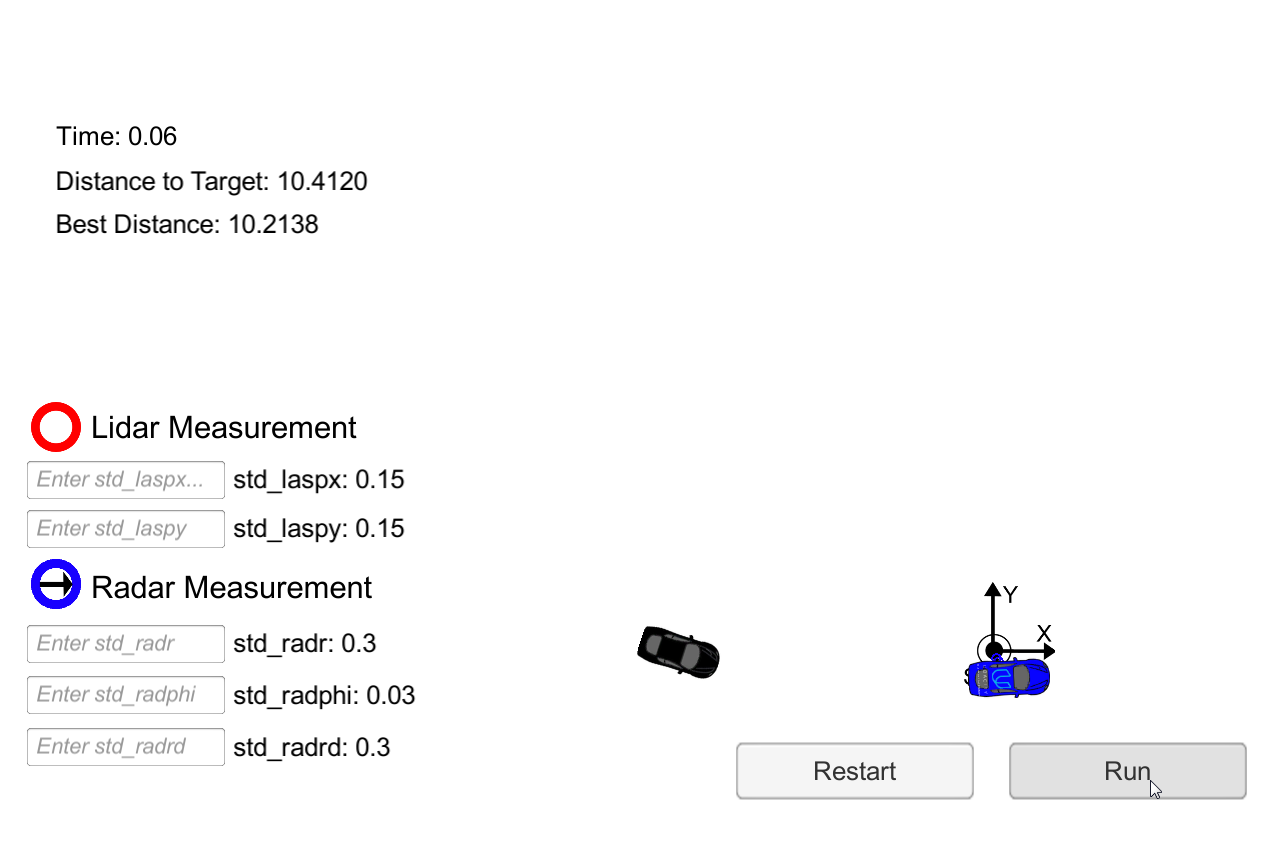 Time: 0.06
Distance to Target: 10.4120
Best Distance: 10.2138
Lidar Measurement
Enter std_laspx... std_laspx: 0.15
Enter std_laspy std_laspy: 0.15
Radar Measurement
Enter std_radr std_radr: 0.3
Enter std_radphi std_radphi: 0.03
Enter std_radrd std_radrd: 0.3
Y
X
Restart
Run